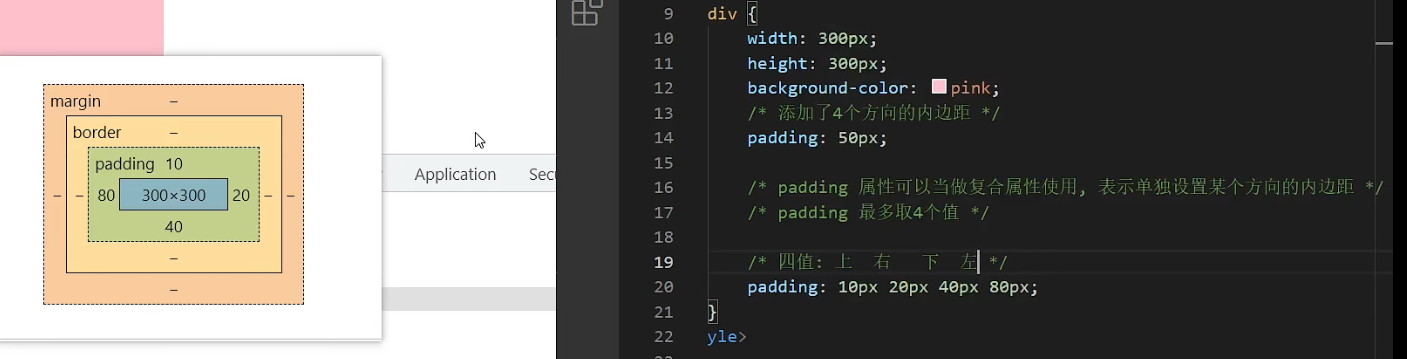 margin –
border –
padding 10
– – 80 300×300 20 – –
40
–
–
Application Secu
9 div {
10 width: 300px;
11 height: 300px;
12 background-color: pink;
13 /* 添加了4个方向的内边距 */
14 padding: 50px;
15
16 /* padding 属性可以当做复合属性使用, 表示单独设置某个方向的内边距 */
17 /* padding 最多取4个值 */
18
19 /* 四值: 上 右 下 左 */
20 padding: 10px 20px 40px 80px;
21 }
22 yle>